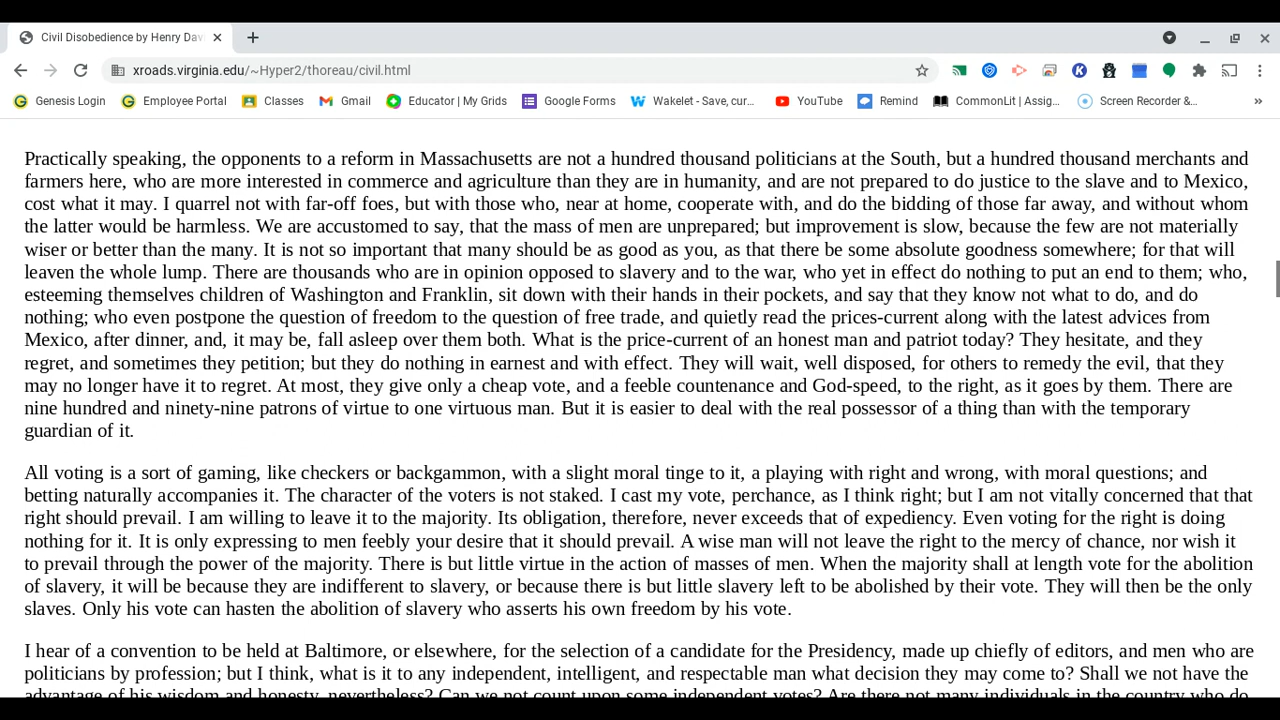 Civil Disobedience by Henry Dav
xroads.virginia.edu/~Hyper2/thoreau/civil.html
Genesis Login Employee Portal Classes Gmail Educator | My Grids Google Forms Wakelet - Save, cur... YouTube Remind CommonLit | Assig... Screen Recorder &... »
Practically speaking, the opponents to a reform in Massachusetts are not a hundred thousand politicians at the South, but a hundred thousand merchants and
farmers here, who are more interested in commerce and agriculture than they are in humanity, and are not prepared to do justice to the slave and to Mexico,
cost what it may. I quarrel not with far-off foes, but with those who, near at home, cooperate with, and do the bidding of those far away, and without whom
the latter would be harmless. We are accustomed to say, that the mass of men are unprepared; but improvement is slow, because the few are not materially
wiser or better than the many. It is not so important that many should be as good as you, as that there be some absolute goodness somewhere; for that will
leaven the whole lump. There are thousands who are in opinion opposed to slavery and to the war, who yet in effect do nothing to put an end to them; who,
esteeming themselves children of Washington and Franklin, sit down with their hands in their pockets, and say that they know not what to do, and do
nothing; who even postpone the question of freedom to the question of free trade, and quietly read the prices-current along with the latest advices from
Mexico, after dinner, and, it may be, fall asleep over them both. What is the price-current of an honest man and patriot today? They hesitate, and they
regret, and sometimes they petition; but they do nothing in earnest and with effect. They will wait, well disposed, for others to remedy the evil, that they
may no longer have it to regret. At most, they give only a cheap vote, and a feeble countenance and God-speed, to the right, as it goes by them. There are
nine hundred and ninety-nine patrons of virtue to one virtuous man. But it is easier to deal with the real possessor of a thing than with the temporary
guardian of it.
All voting is a sort of gaming, like checkers or backgammon, with a slight moral tinge to it, a playing with right and wrong, with moral questions; and
betting naturally accompanies it. The character of the voters is not staked. I cast my vote, perchance, as I think right; but I am not vitally concerned that that
right should prevail. I am willing to leave it to the majority. Its obligation, therefore, never exceeds that of expediency. Even voting for the right is doing
nothing for it. It is only expressing to men feebly your desire that it should prevail. A wise man will not leave the right to the mercy of chance, nor wish it
to prevail through the power of the majority. There is but little virtue in the action of masses of men. When the majority shall at length vote for the abolition
of slavery, it will be because they are indifferent to slavery, or because there is but little slavery left to be abolished by their vote. They will then be the only
slaves. Only his vote can hasten the abolition of slavery who asserts his own freedom by his vote.
I hear of a convention to be held at Baltimore, or elsewhere, for the selection of a candidate for the Presidency, made up chiefly of editors, and men who are
politicians by profession; but I think, what is it to any independent, intelligent, and respectable man what decision they may come to? Shall we not have the
advantage of his wisdom and honesty, nevertheless? Can we not count upon some independent votes? Are there not many individuals in the country who do